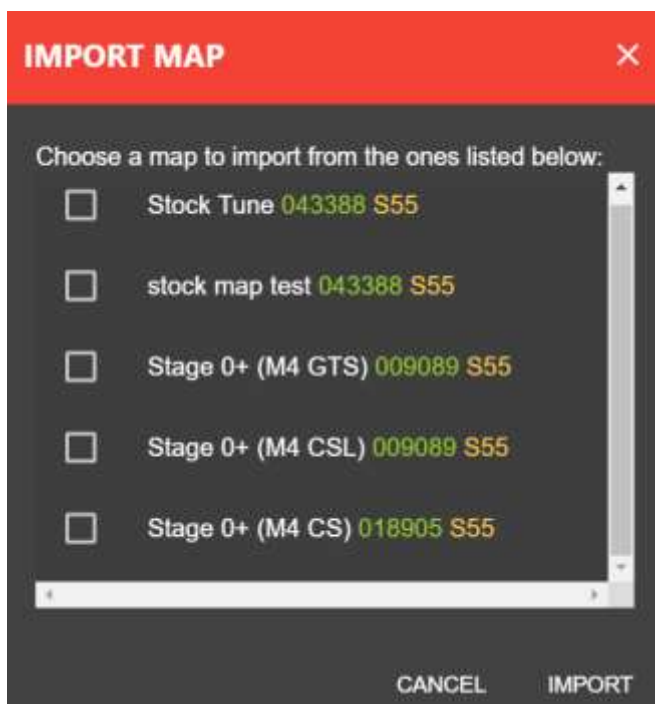 IMPORT MAP
Choose a map to import from the ones listed below:
Stock Tune 043388 S55
stock map test 043388 S55
Stage 0+ (M4 GTS) 009089 S55
Stage 0+ (M4 CSL) 009089 S55
Stage 0+ (M4 CS) 018905 S55
CANCEL IMPORT